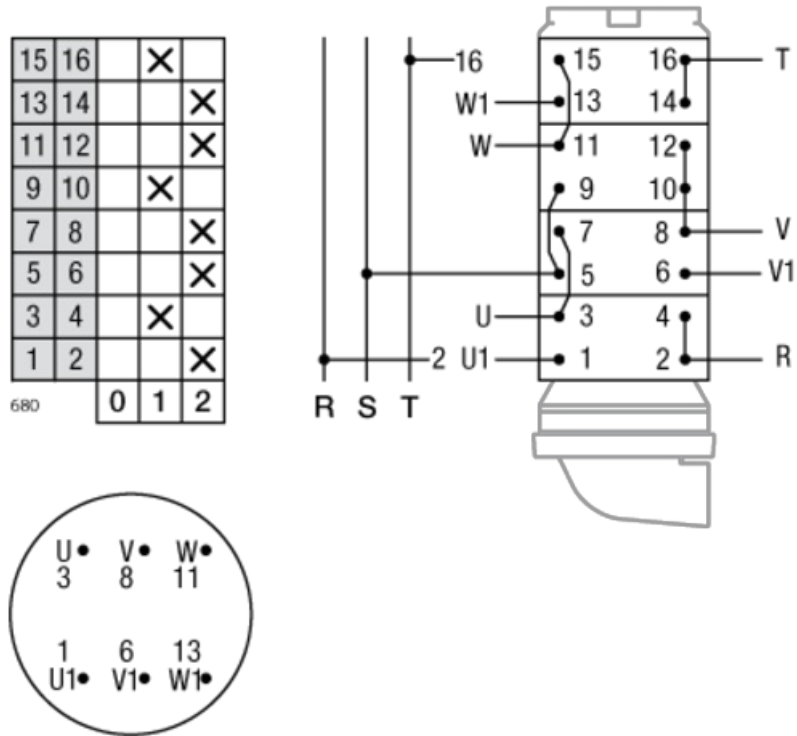 15 16 X
13 14 X
11 12 X
9 10 X
7 8 X
5 6 X
3 4 X
1 2 X
680 0 1 2
R S T
16 15 16 T
W1 13 14
W 11 12
9 10
7 8 V
5 6 V1
U 3 4
2 U1 1 2 R
U V W
3 8 11
1 6 13
U1 V1 W1